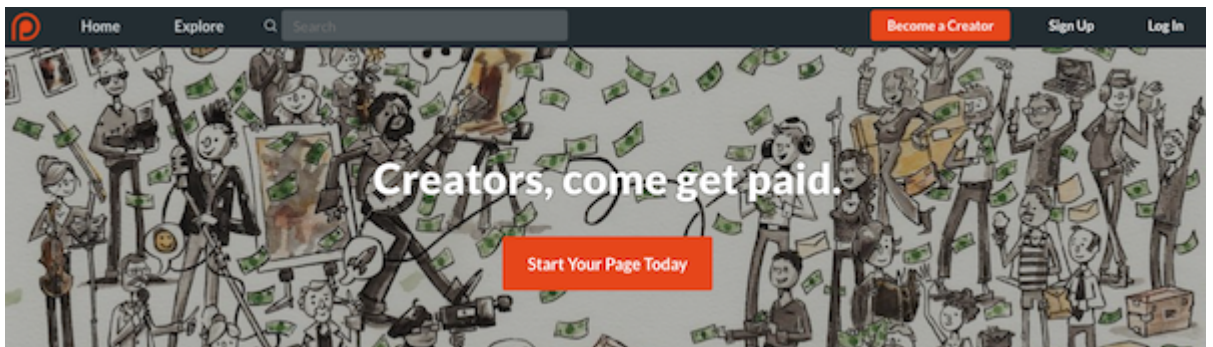 Home Explore Search Become a Creator Sign Up Log In
Creators, come get paid.
Start Your Page Today